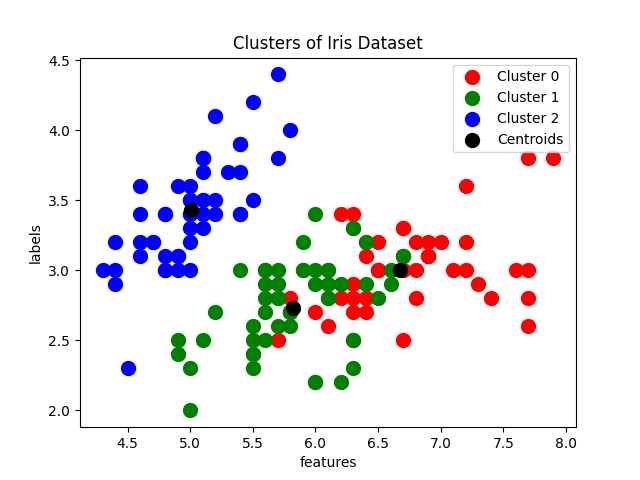 Clusters of Iris Dataset
Cluster 0
Cluster 1
Cluster 2
Centroids
labels
4.5
4.0
3.5
3.0
2.5
2.0
4.5 5.0 5.5 6.0 6.5 7.0 7.5 8.0
features